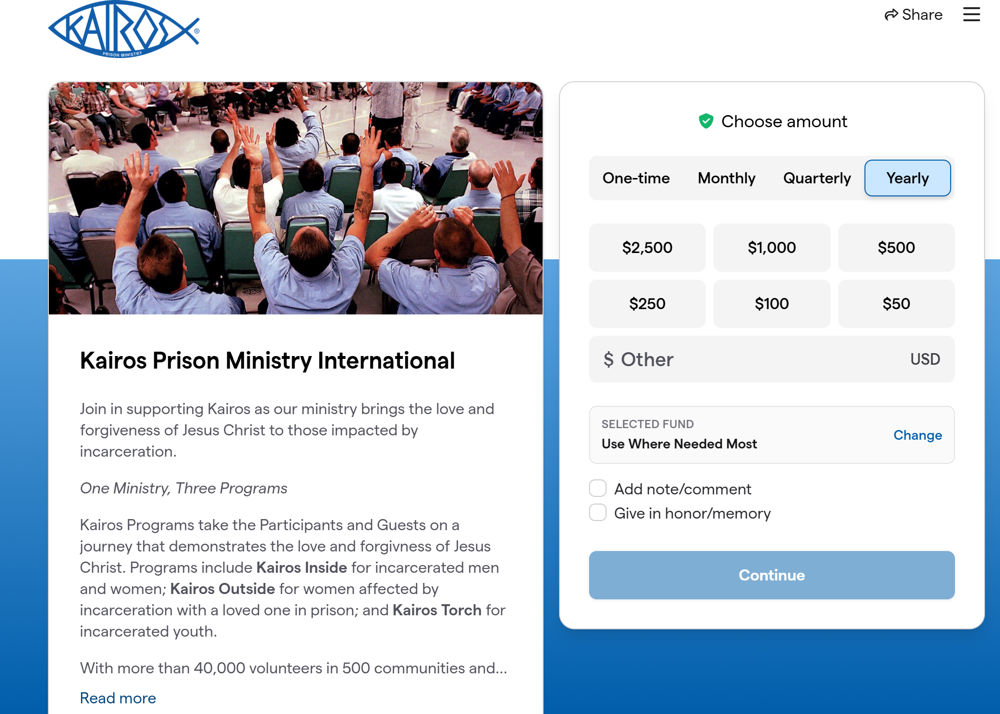 KAIROS®
PRISON MINISTRY
Share
Choose amount
One-time Monthly Quarterly Yearly
$2,500 $1,000 $500
$250 $100 $50
$ Other USD
SELECTED FUND
Use Where Needed Most
Change
Add note/comment
Give in honor/memory
Continue
Kairos Prison Ministry International
Join in supporting Kairos as our ministry brings the love and
forgiveness of Jesus Christ to those impacted by
incarceration.
One Ministry, Three Programs
Kairos Programs take the Participants and Guests on a
journey that demonstrates the love and forgivness of Jesus
Christ. Programs include Kairos Inside for incarcerated men
and women; Kairos Outside for women affected by
incarceration with a loved one in prison; and Kairos Torch for
incarcerated youth.
With more than 40,000 volunteers in 500 communities and...
Read more